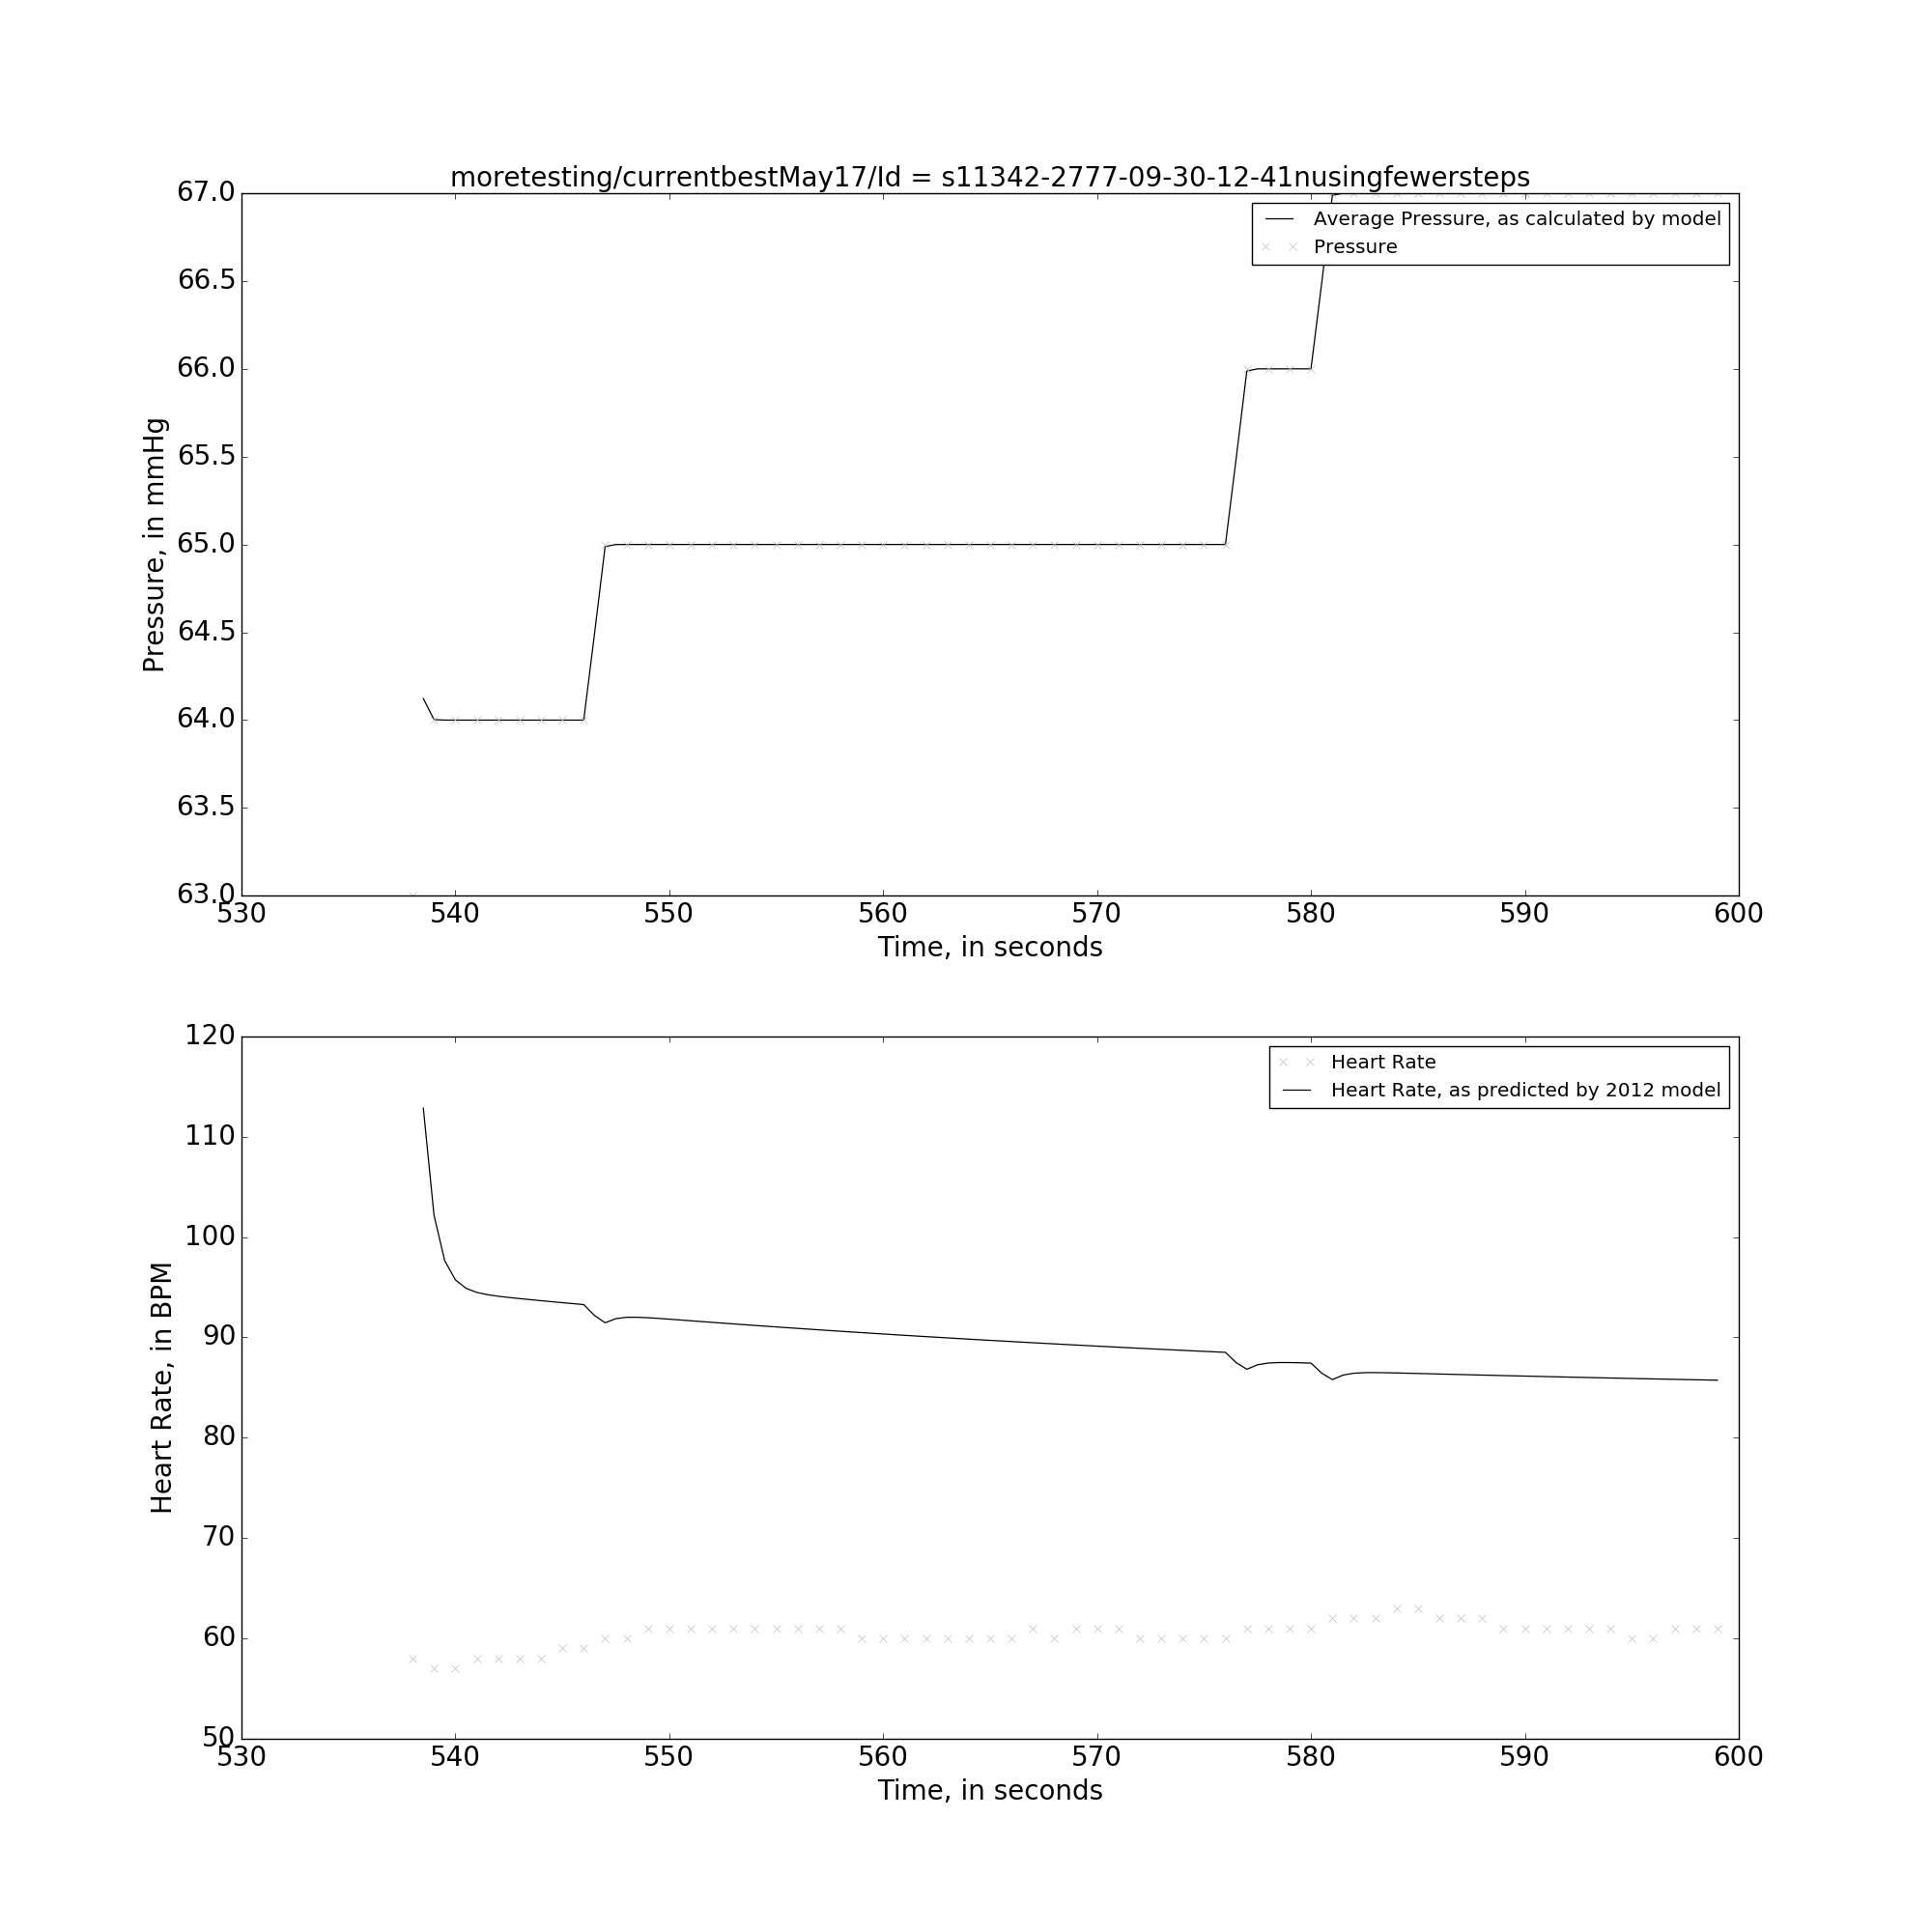 moretesting/currentbestMay17/Id = s11342-2777-09-30-12-41nusingfewersteps
67.0
66.5
66.0
65.5
65.0
64.5
64.0
63.5
63.0
Pressure, in mmHg
Average Pressure, as calculated by model
Pressure
530 540 550 560 570 580 590 600
Time, in seconds
120
110
100
90
80
70
60
50
Heart Rate, in BPM
Heart Rate
Heart Rate, as predicted by 2012 model
530 540 550 560 570 580 590 600
Time, in seconds